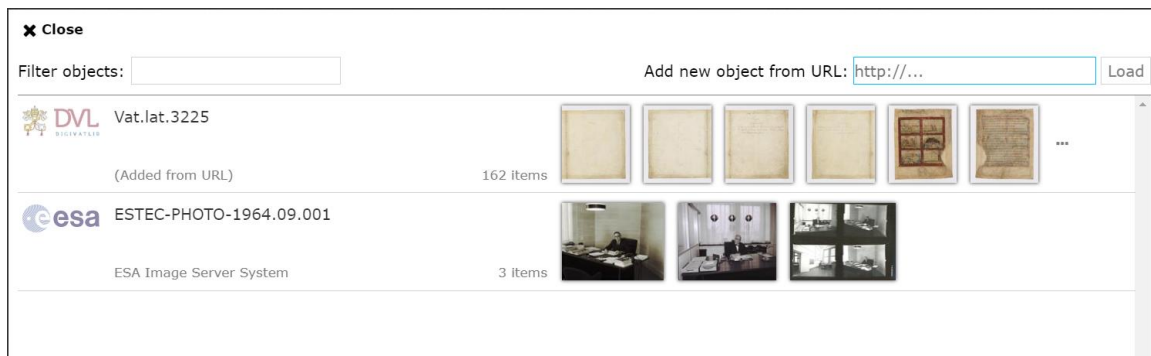 ✖ Close
Filter objects:
Add new object from URL: http://... Load
DVL Vat.lat.3225
DIGIVATLIB
(Added from URL) 162 items ...
esa ESTEC-PHOTO-1964.09.001
ESA Image Server System 3 items